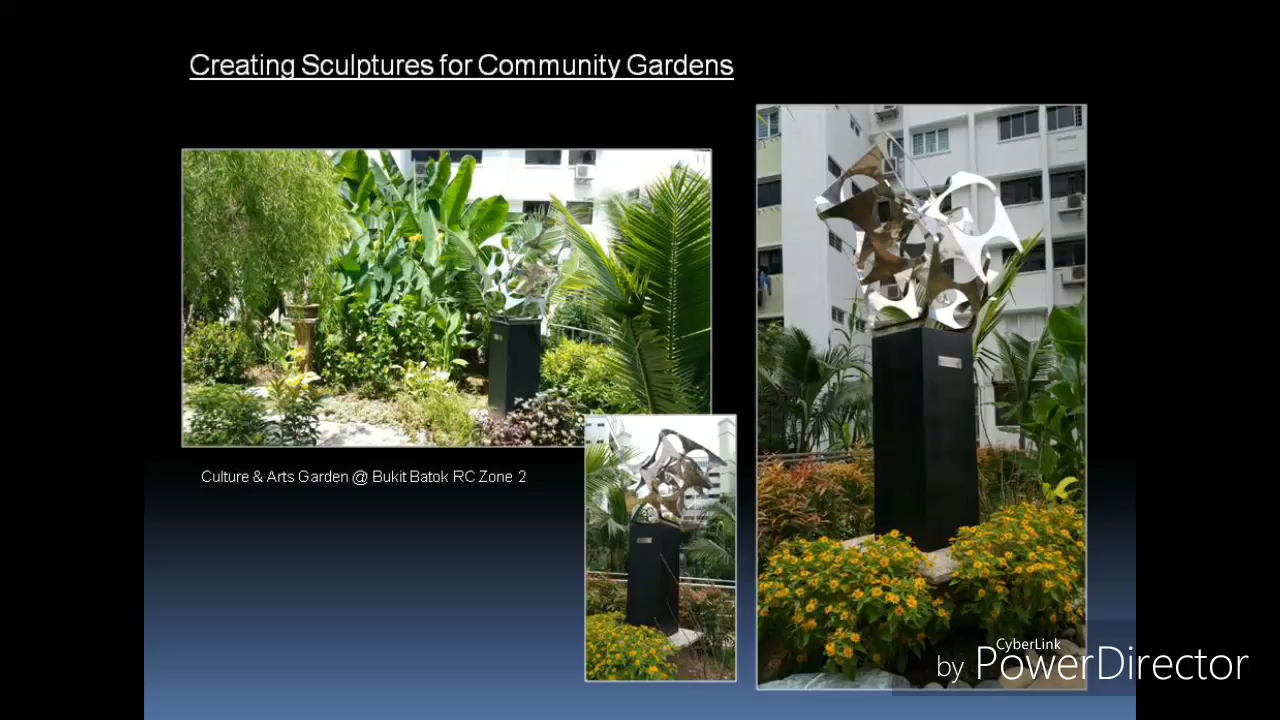 Creating Sculptures for Community Gardens
Culture & Arts Garden @ Bukit Batok RC Zone 2
CyberLink
by PowerDirector